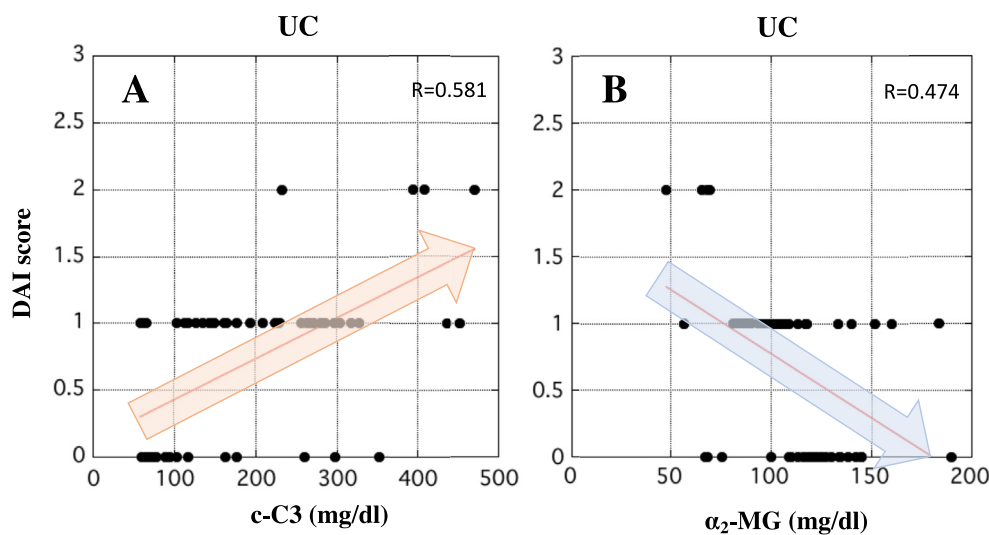 UC
A
R=0.581
DAI score
3
2.5
2
1.5
1
0.5
0
0 100 200 300 400 500
c-C3 (mg/dl)
UC
B
R=0.474
3
2.5
2
1.5
1
0.5
0
0 50 100 150 200
α₂-MG (mg/dl)